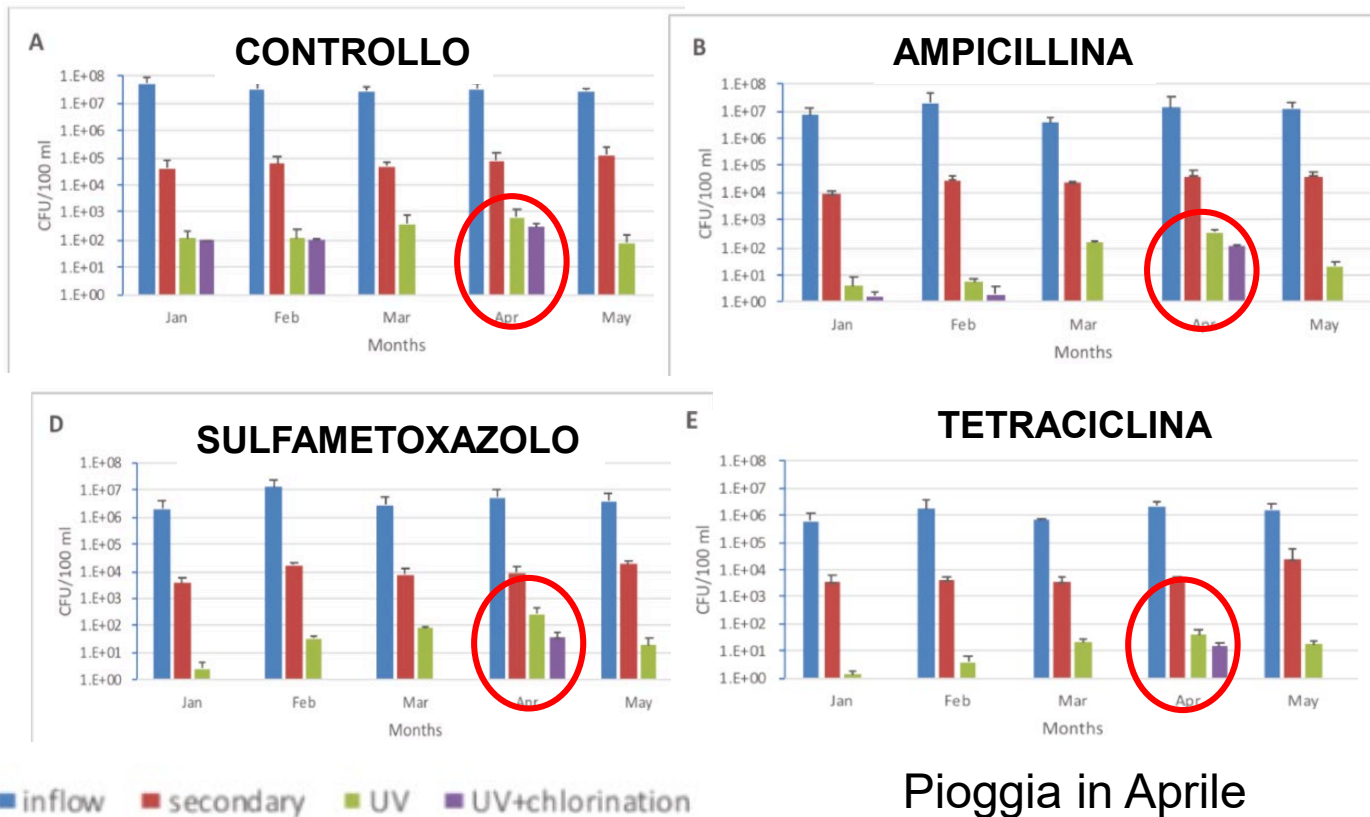 A
CONTROLLO
CFU/100 ml
1.E+08
1.E+07
1.E+06
1.E+05
1.E+04
1.E+03
1.E+02
1.E+01
1.E+00
Jan Feb Mar Apr May
Months
B
AMPICILLINA
CFU/100 ml
1.E+08
1.E+07
1.E+06
1.E+05
1.E+04
1.E+03
1.E+02
1.E+01
1.E+00
Jan Feb Mar Apr May
Months
D
SULFAMETOXAZOLO
CFU/100 ml
1.E+08
1.E+07
1.E+06
1.E+05
1.E+04
1.E+03
1.E+02
1.E+01
1.E+00
Jan Feb Mar Apr May
Months
E
TETRACICLINA
CFU/100 ml
1.E+08
1.E+07
1.E+06
1.E+05
1.E+04
1.E+03
1.E+02
1.E+01
1.E+00
Jan Feb Mar Apr May
Months
inflow secondary UV UV+chlorination
Pioggia in Aprile